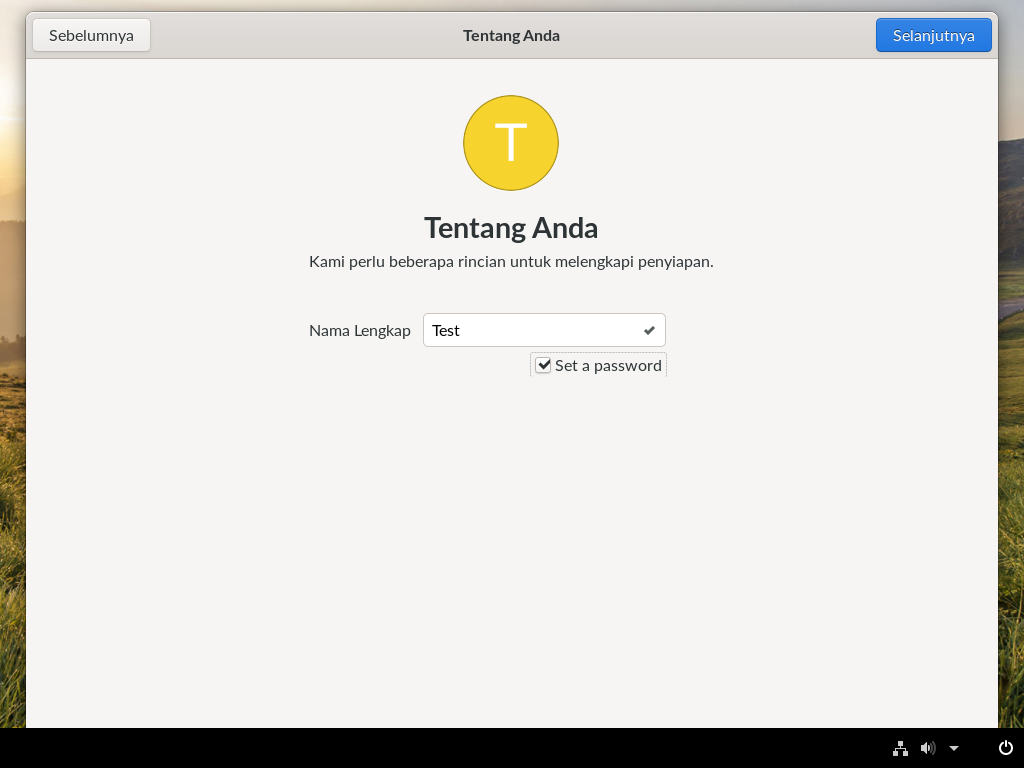 Sebelumnya
Tentang Anda
Selanjutnya
T
Tentang Anda
Kami perlu beberapa rincian untuk melengkapi penyiapan.
Nama Lengkap
Test
Set a password